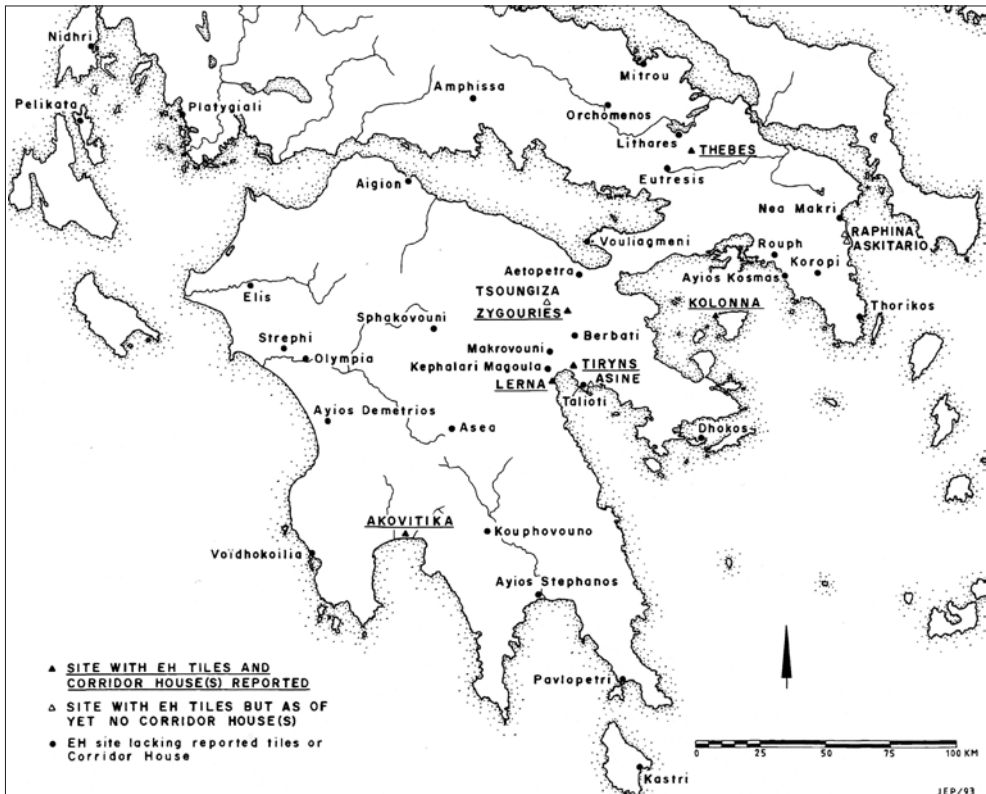 Nidhri
Mitrou
Pelikata
Platygiali
Amphissa
Orchomenos
Lithares
THEBES
Eutresis
Aigion
Nea Makri
RAPHINA
ASKITARIO
Vouliagmeni
Rouph
Koropi
Ayios Kosmas
Aetopetra
TSOUNGIZA
ZYGOURIES
KOLONNA
Thorikos
Elis
Sphakovouni
Berbati
Strephi
Olympia
Makrovouni
Kephalari Magoula
TIRYNS
LERNA
ASINE
Talioti
Ayios Demetrios
Asea
Dhokos
AKOVITIKA
Kouphovouno
Voïdhokoilia
Ayios Stephanos
Pavlopetri
Kastri
SITE WITH EH TILES AND
CORRIDOR HOUSE(S) REPORTED
SITE WITH EH TILES BUT AS OF
YET NO CORRIDOR HOUSE(S)
EH site lacking reported tiles or
Corridor House
0 25 50 75 100 KM
JEP/93